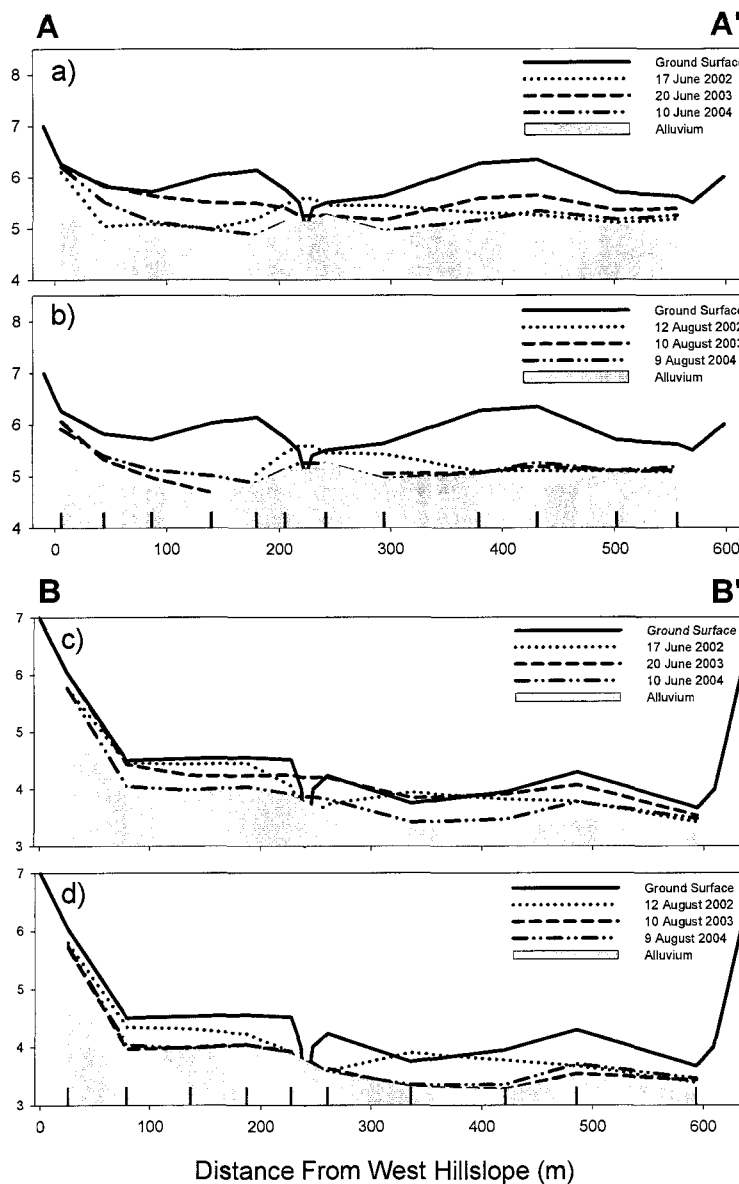 A A'
a)
Ground Surface
17 June 2002
20 June 2003
10 June 2004
Alluvium
8
7
6
5
4
b)
Ground Surface
12 August 2002
10 August 2003
9 August 2004
Alluvium
8
7
6
5
4
0 100 200 300 400 500 600
B B'
c)
Ground Surface
17 June 2002
20 June 2003
10 June 2004
Alluvium
7
6
5
4
3
d)
Ground Surface
12 August 2002
10 August 2003
9 August 2004
Alluvium
7
6
5
4
3
0 100 200 300 400 500 600
Distance From West Hillslope (m)